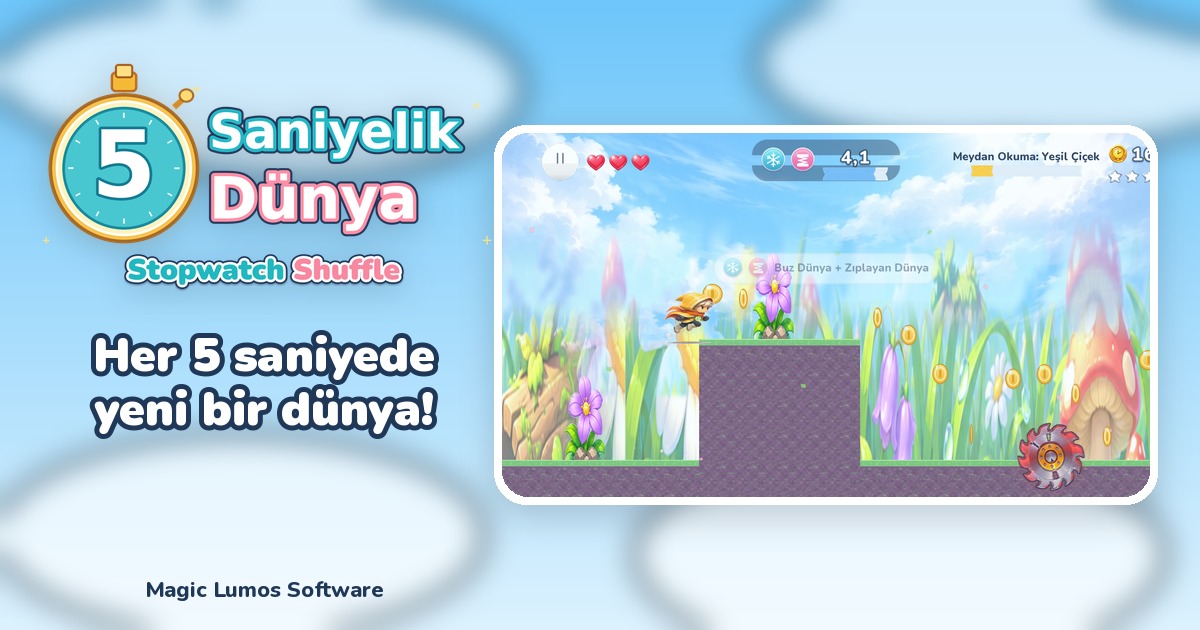 5
Saniyelik
Dünya
Stopwatch Shuffle
Her 5 saniyede
yeni bir dünya!
Magic Lumos Software
4,1
Meydan Okuma: Yeşil Çiçek
Buz Dünya + Zıplayan Dünya